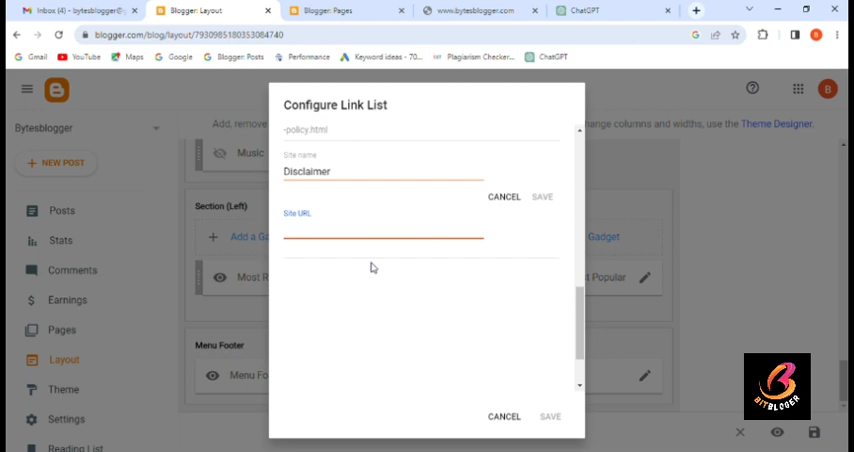 Inbox (4) - bytesblogger@
Blogger: Layout
Blogger: Pages
www.bytesblogger.com
ChatGPT
blogger.com/blog/layout/7930985180353084740
Gmail
YouTube
Maps
Google
Blogger: Posts
Performance
Keyword ideas - 70...
Plagiarism Checker...
ChatGPT
Configure Link List
B
Bytesblogger
Add, remove
change columns and widths, use the Theme Designer.
-policy.html
Music
Site name
NEW POST
Disclaimer
CANCEL SAVE
Section (Left)
Posts
Site URL
Add a Ga
Gadget
Stats
Comments
Most R
st Popular
Earnings
Pages
Menu Footer
Layout
Menu Fo
Theme
BITBLOGER
CANCEL SAVE
Settings
Reading List